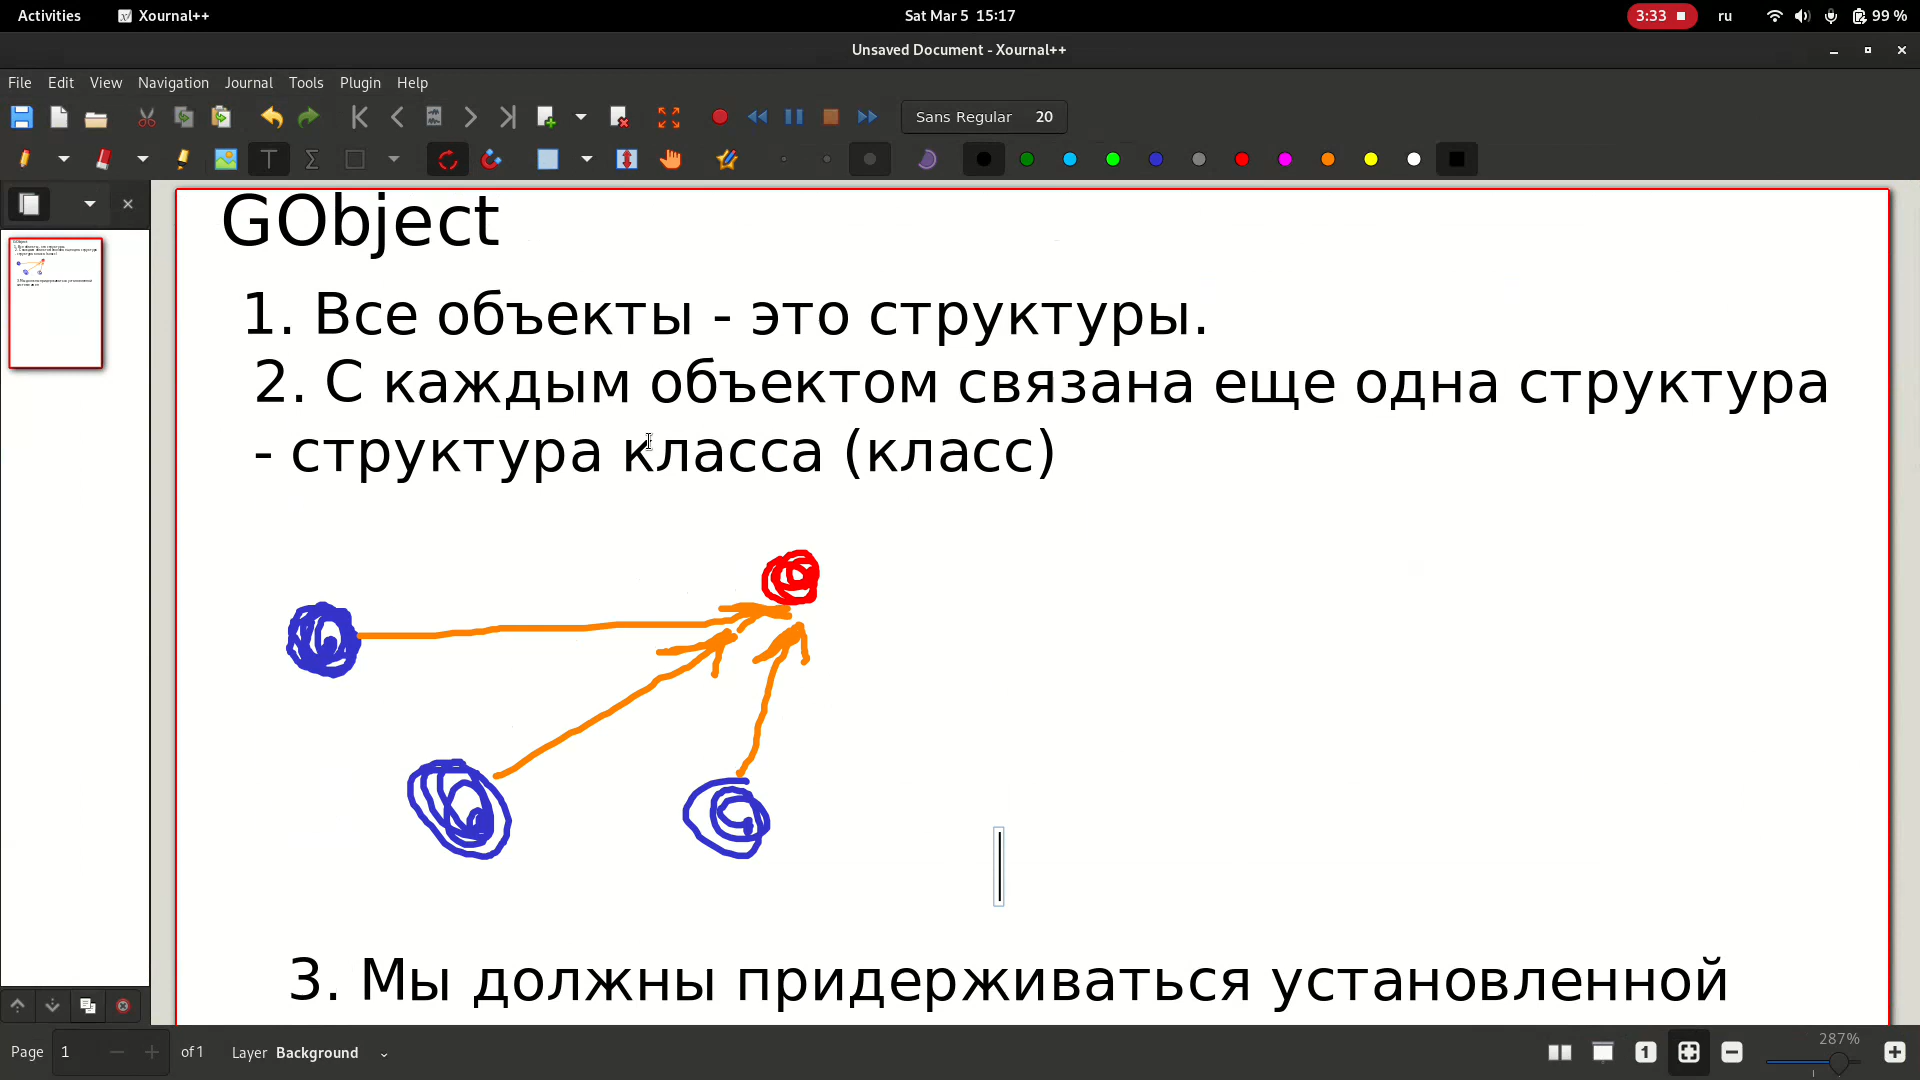 Activities Xournal++ Sat Mar 5 15:17 3:33 ru 99 %
Unsaved Document - Xournal++
File Edit View Navigation Journal Tools Plugin Help
Sans Regular 20
GObject
1. Все объекты - это структуры.
2. С каждым объектом связана еще одна структура
- структура класса (класс)
3. Мы должны придерживаться установленной
Page 1 of 1 Layer Background 287%